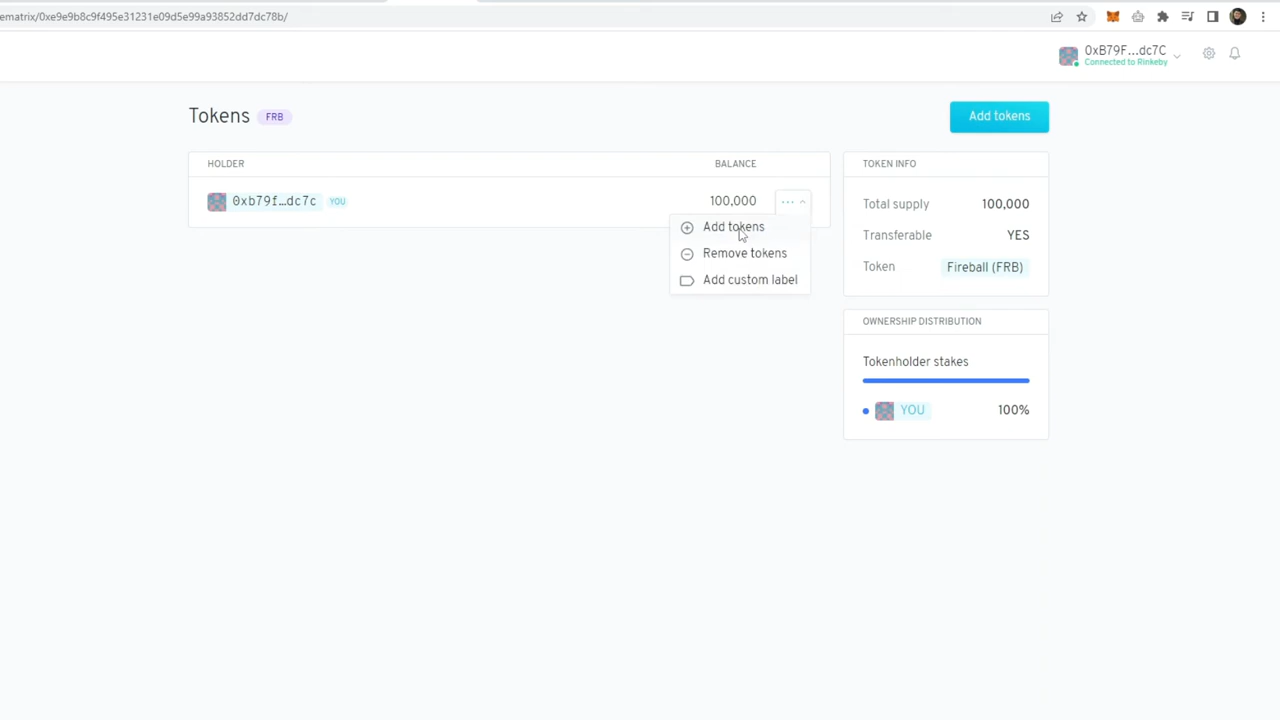 ematrix/0xe9e9b8c9f495e31231e09d5e99a93852dd7dc78b/
0xB79F...dc7C
Connected to Rinkeby
Tokens FRB
Add tokens
HOLDER BALANCE
0xb79f…dc7c YOU 100,000
Add tokens
Remove tokens
Add custom label
TOKEN INFO
Total supply 100,000
Transferable YES
Token Fireball (FRB)
OWNERSHIP DISTRIBUTION
Tokenholder stakes
YOU 100%